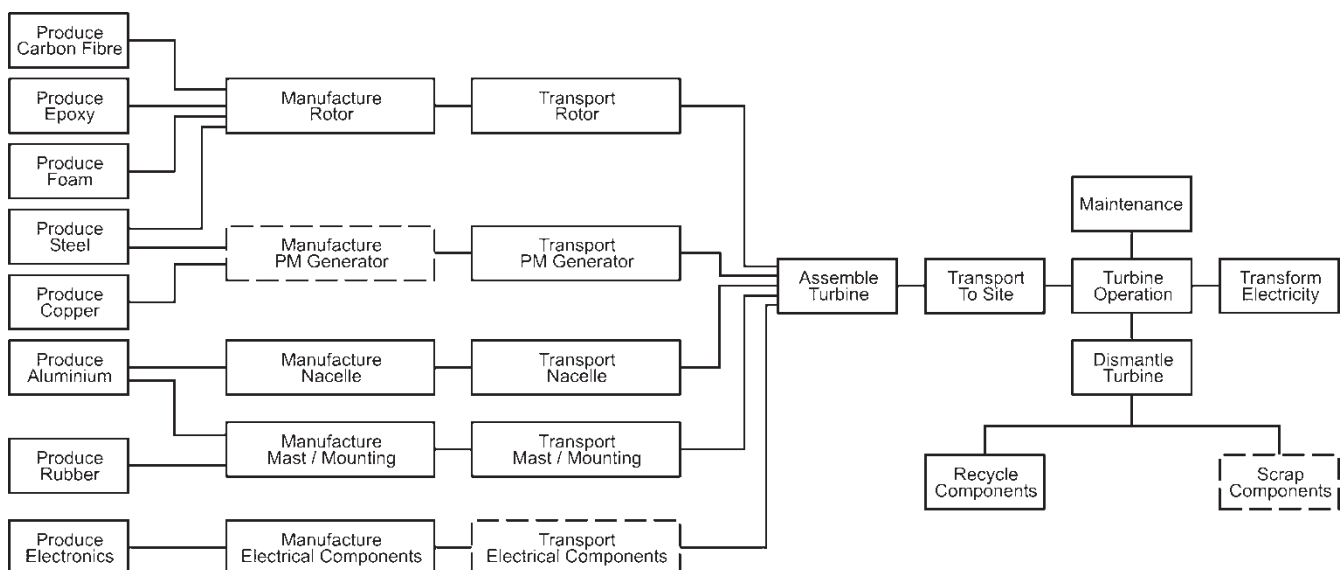 Produce
Carbon Fibre
Produce
Epoxy
Produce
Foam
Produce
Steel
Produce
Copper
Produce
Aluminium
Produce
Rubber
Produce
Electronics
Manufacture
Rotor
Manufacture
PM Generator
Manufacture
Nacelle
Manufacture
Mast / Mounting
Manufacture
Electrical Components
Transport
Rotor
Transport
PM Generator
Transport
Nacelle
Transport
Mast / Mounting
Transport
Electrical Components
Assemble
Turbine
Transport
To Site
Maintenance
Turbine
Operation
Transform
Electricity
Dismantle
Turbine
Recycle
Components
Scrap
Components